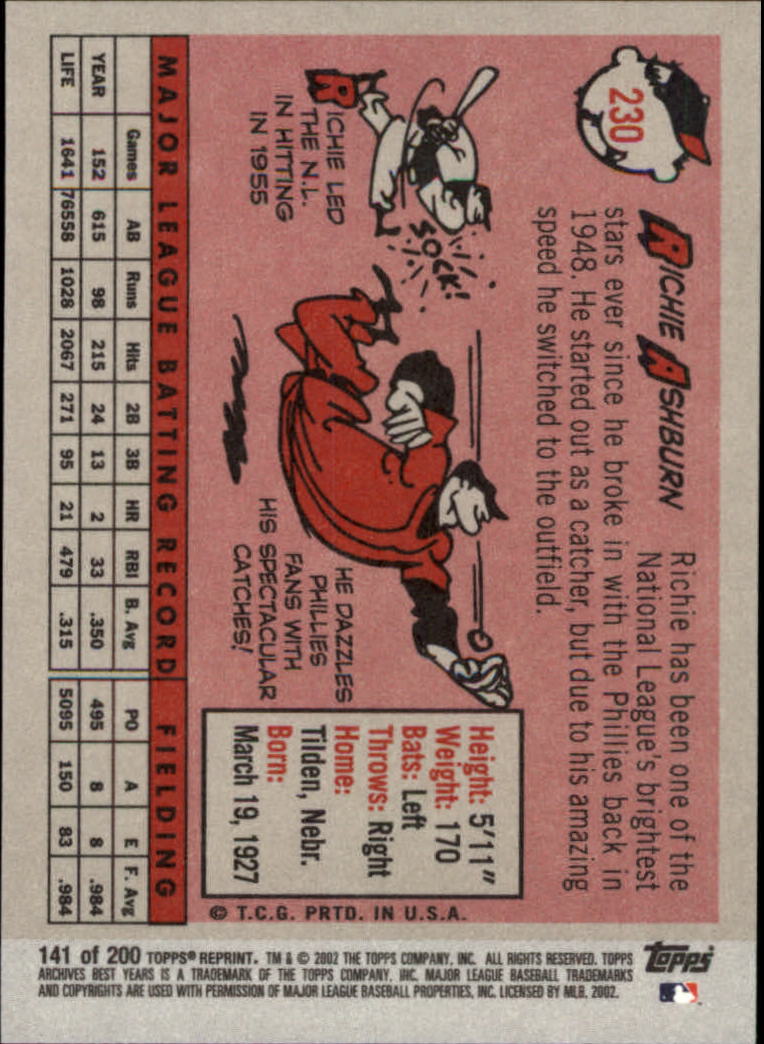 230
RICHIE ASHBURN
Richie has been one of the
National League's brightest
stars ever since he broke in with the Phillies back in
1948. He started out as a catcher, but due to his amazing
speed he switched to the outfield.
RICHIE LED
THE N.L.
IN HITTING
IN 1955
SOCK!
HE DAZZLES
PHILLIES
FANS WITH
HIS SPECTACULAR
CATCHES!
Height: 5'11"
Weight: 170
Bats: Left
Throws: Right
Home:
Tilden, Nebr.
Born:
March 19, 1927
© T.C.G. PRTD. IN U.S.A.
MAJOR LEAGUE BATTING RECORD FIELDING
Games AB Runs Hits 2B 3B HR RBI B. Avg PO A E F. Avg
YEAR 152 615 98 215 24 13 2 33 .350 495 8 8 .984
LIFE 1641 76558 1028 2067 271 95 21 479 .315 5095 150 83 .984
141 of 200 TOPPS® REPRINT. TM & © 2002 THE TOPPS COMPANY, INC. ALL RIGHTS RESERVED. TOPPS
ARCHIVES BEST YEARS IS A TRADEMARK OF THE TOPPS COMPANY, INC. MAJOR LEAGUE BASEBALL TRADEMARKS
AND COPYRIGHTS ARE USED WITH PERMISSION OF MAJOR LEAGUE BASEBALL PROPERTIES, INC. LICENSED BY MLB, 2002.
Topps